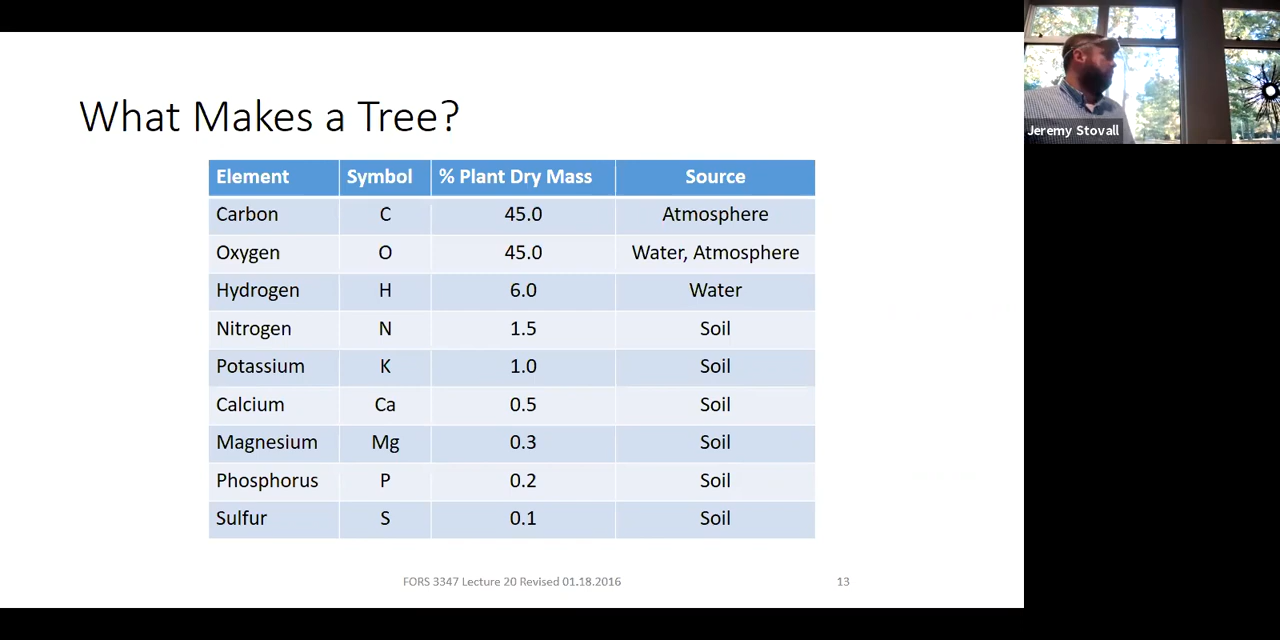 What Makes a Tree?
Element Symbol % Plant Dry Mass Source
Carbon C 45.0 Atmosphere
Oxygen O 45.0 Water, Atmosphere
Hydrogen H 6.0 Water
Nitrogen N 1.5 Soil
Potassium K 1.0 Soil
Calcium Ca 0.5 Soil
Magnesium Mg 0.3 Soil
Phosphorus P 0.2 Soil
Sulfur S 0.1 Soil
FORS 3347 Lecture 20 Revised 01.18.2016 13
Jeremy Stovall